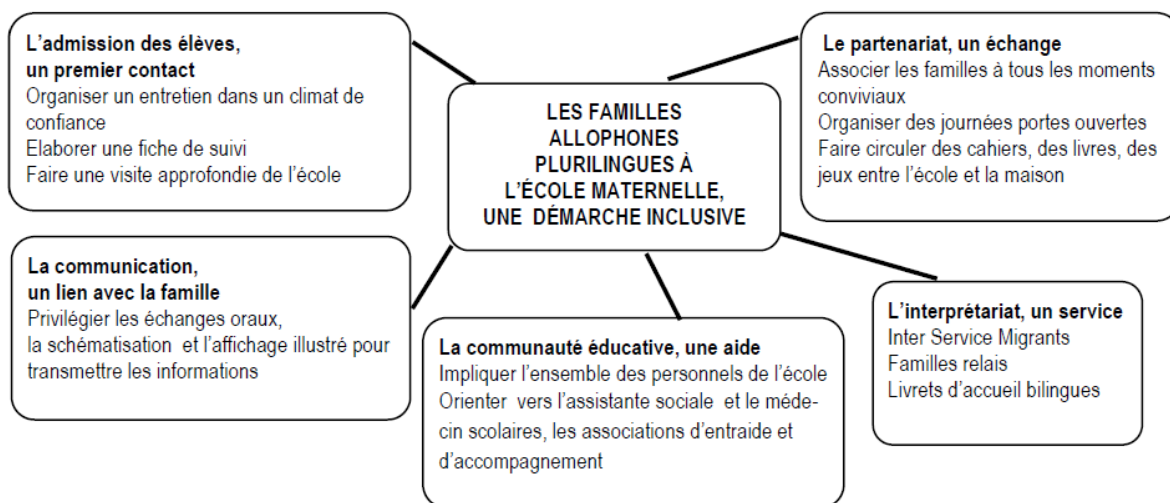 L'admission des élèves,
un premier contact
Organiser un entretien dans un climat de
confiance
Elaborer une fiche de suivi
Faire une visite approfondie de l'école
LES FAMILLES
ALLOPHONES
PLURILINGUES À
L'ÉCOLE MATERNELLE,
UNE DÉMARCHE INCLUSIVE
Le partenariat, un échange
Associer les familles à tous les moments
conviviaux
Organiser des journées portes ouvertes
Faire circuler des cahiers, des livres, des
jeux entre l'école et la maison
La communication,
un lien avec la famille
Privilégier les échanges oraux,
la schématisation et l'affichage illustré pour
transmettre les informations
La communauté éducative, une aide
Impliquer l'ensemble des personnels de l'école
Orienter vers l'assistante sociale et le méde-
cin scolaires, les associations d'entraide et
d'accompagnement
L'interprétariat, un service
Inter Service Migrants
Familles relais
Livrets d'accueil bilingues